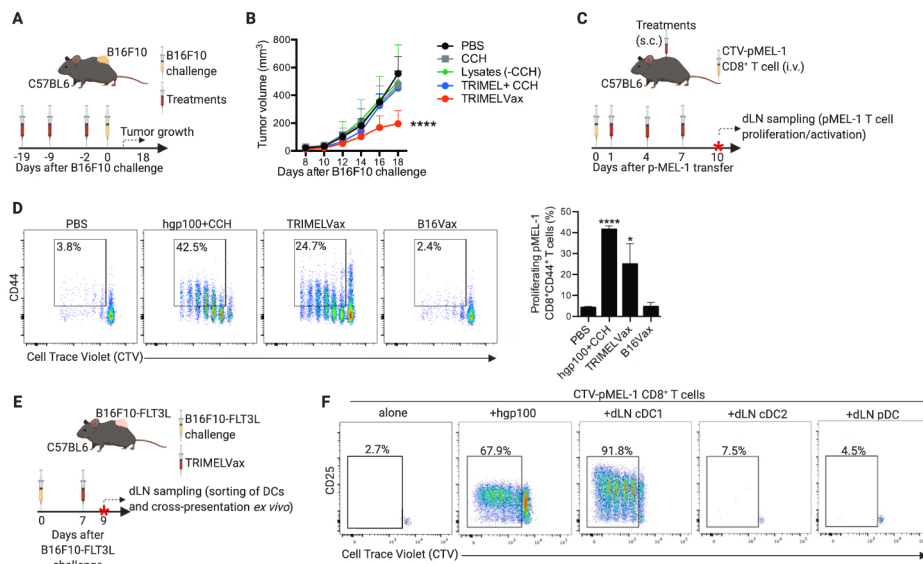 A
B16F10
B16F10
challenge
C57BL6
Treatments
Tumor growth
-19 -9 -2 0 18
Days after B16F10 challenge
B
Tumor volume (mm³)
800
600
400
200
0
8 10 12 14 16 18
Days after B16F10 challenge
PBS
CCH
Lysates (-CCH)
TRIMEL+ CCH
TRIMELVax
****
C
Treatments
(s.c.)
CTV-pMEL-1
CD8⁺ T cell (i.v.)
C57BL6
dLN sampling (pMEL-1 T cell
proliferation/activation)
0 1 4 7 10
Days after p-MEL-1 transfer
D
PBS hgp100+CCH TRIMELVax B16Vax
3.8% 42.5% 24.7% 2.4%
CD44
Cell Trace Violet (CTV)
Proliferating pMEL-1
CD8⁺CD44⁺ T cells (%)
50
40
30
20
10
0
****
*
PBS
hgp100+CCH
TRIMELVax
B16Vax
E
B16F10-FLT3L
B16F10-FLT3L
challenge
C57BL6
TRIMELVax
dLN sampling (sorting of DCs
and cross-presentation ex vivo)
0 7 9
Days after
B16F10-FLT3L
challenge
F
CTV-pMEL-1 CD8⁺ T cells
alone +hgp100 +dLN cDC1 +dLN cDC2 +dLN pDC
2.7% 67.9% 91.8% 7.5% 4.5%
CD25
Cell Trace Violet (CTV)